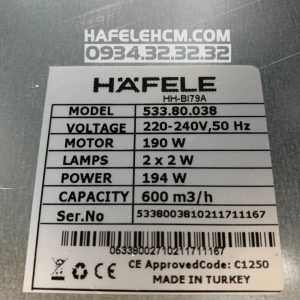 HAFELEHCM.COM
0934.32.32.32
HÄFELE
HH-BI79A
MODEL 533.80.038
VOLTAGE 220-240V,50 Hz
MOTOR 190 W
LAMPS 2 x 2 W
POWER 194 W
CAPACITY 600 m3/h
Ser.No 5338003810211711167
06338002710211711167
CE ApprovedCode: C1250
MADE IN TURKEY